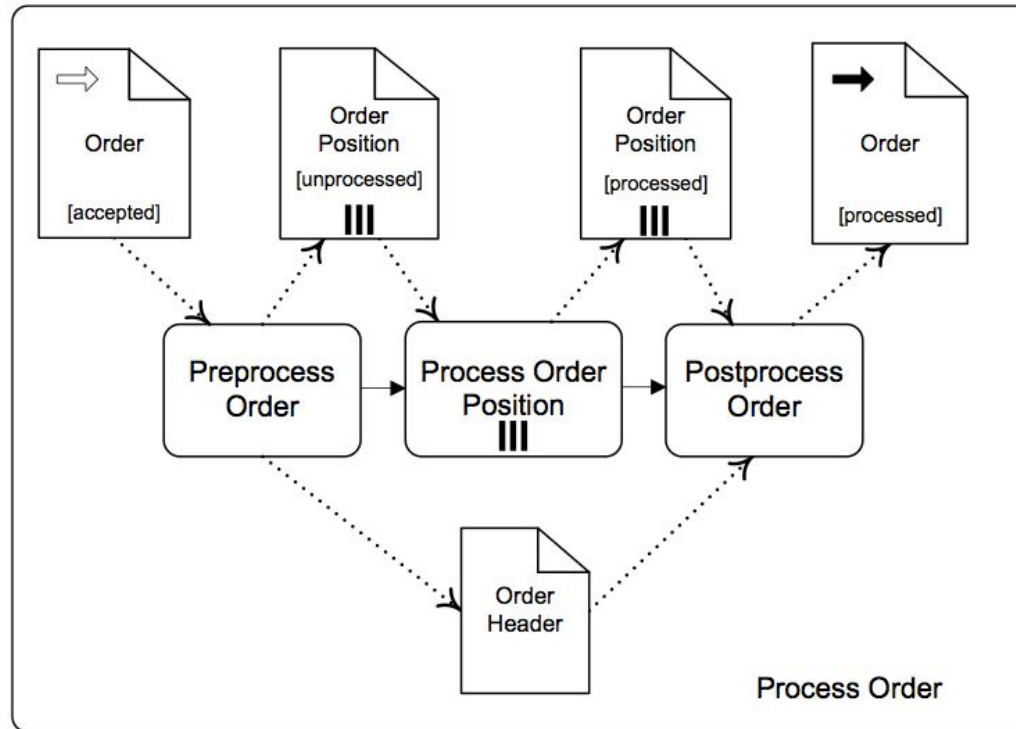 Order
[accepted]
Order
Position
[unprocessed]
Order
Position
[processed]
Order
[processed]
Preprocess
Order
Process Order
Position
Postprocess
Order
Order
Header
Process Order